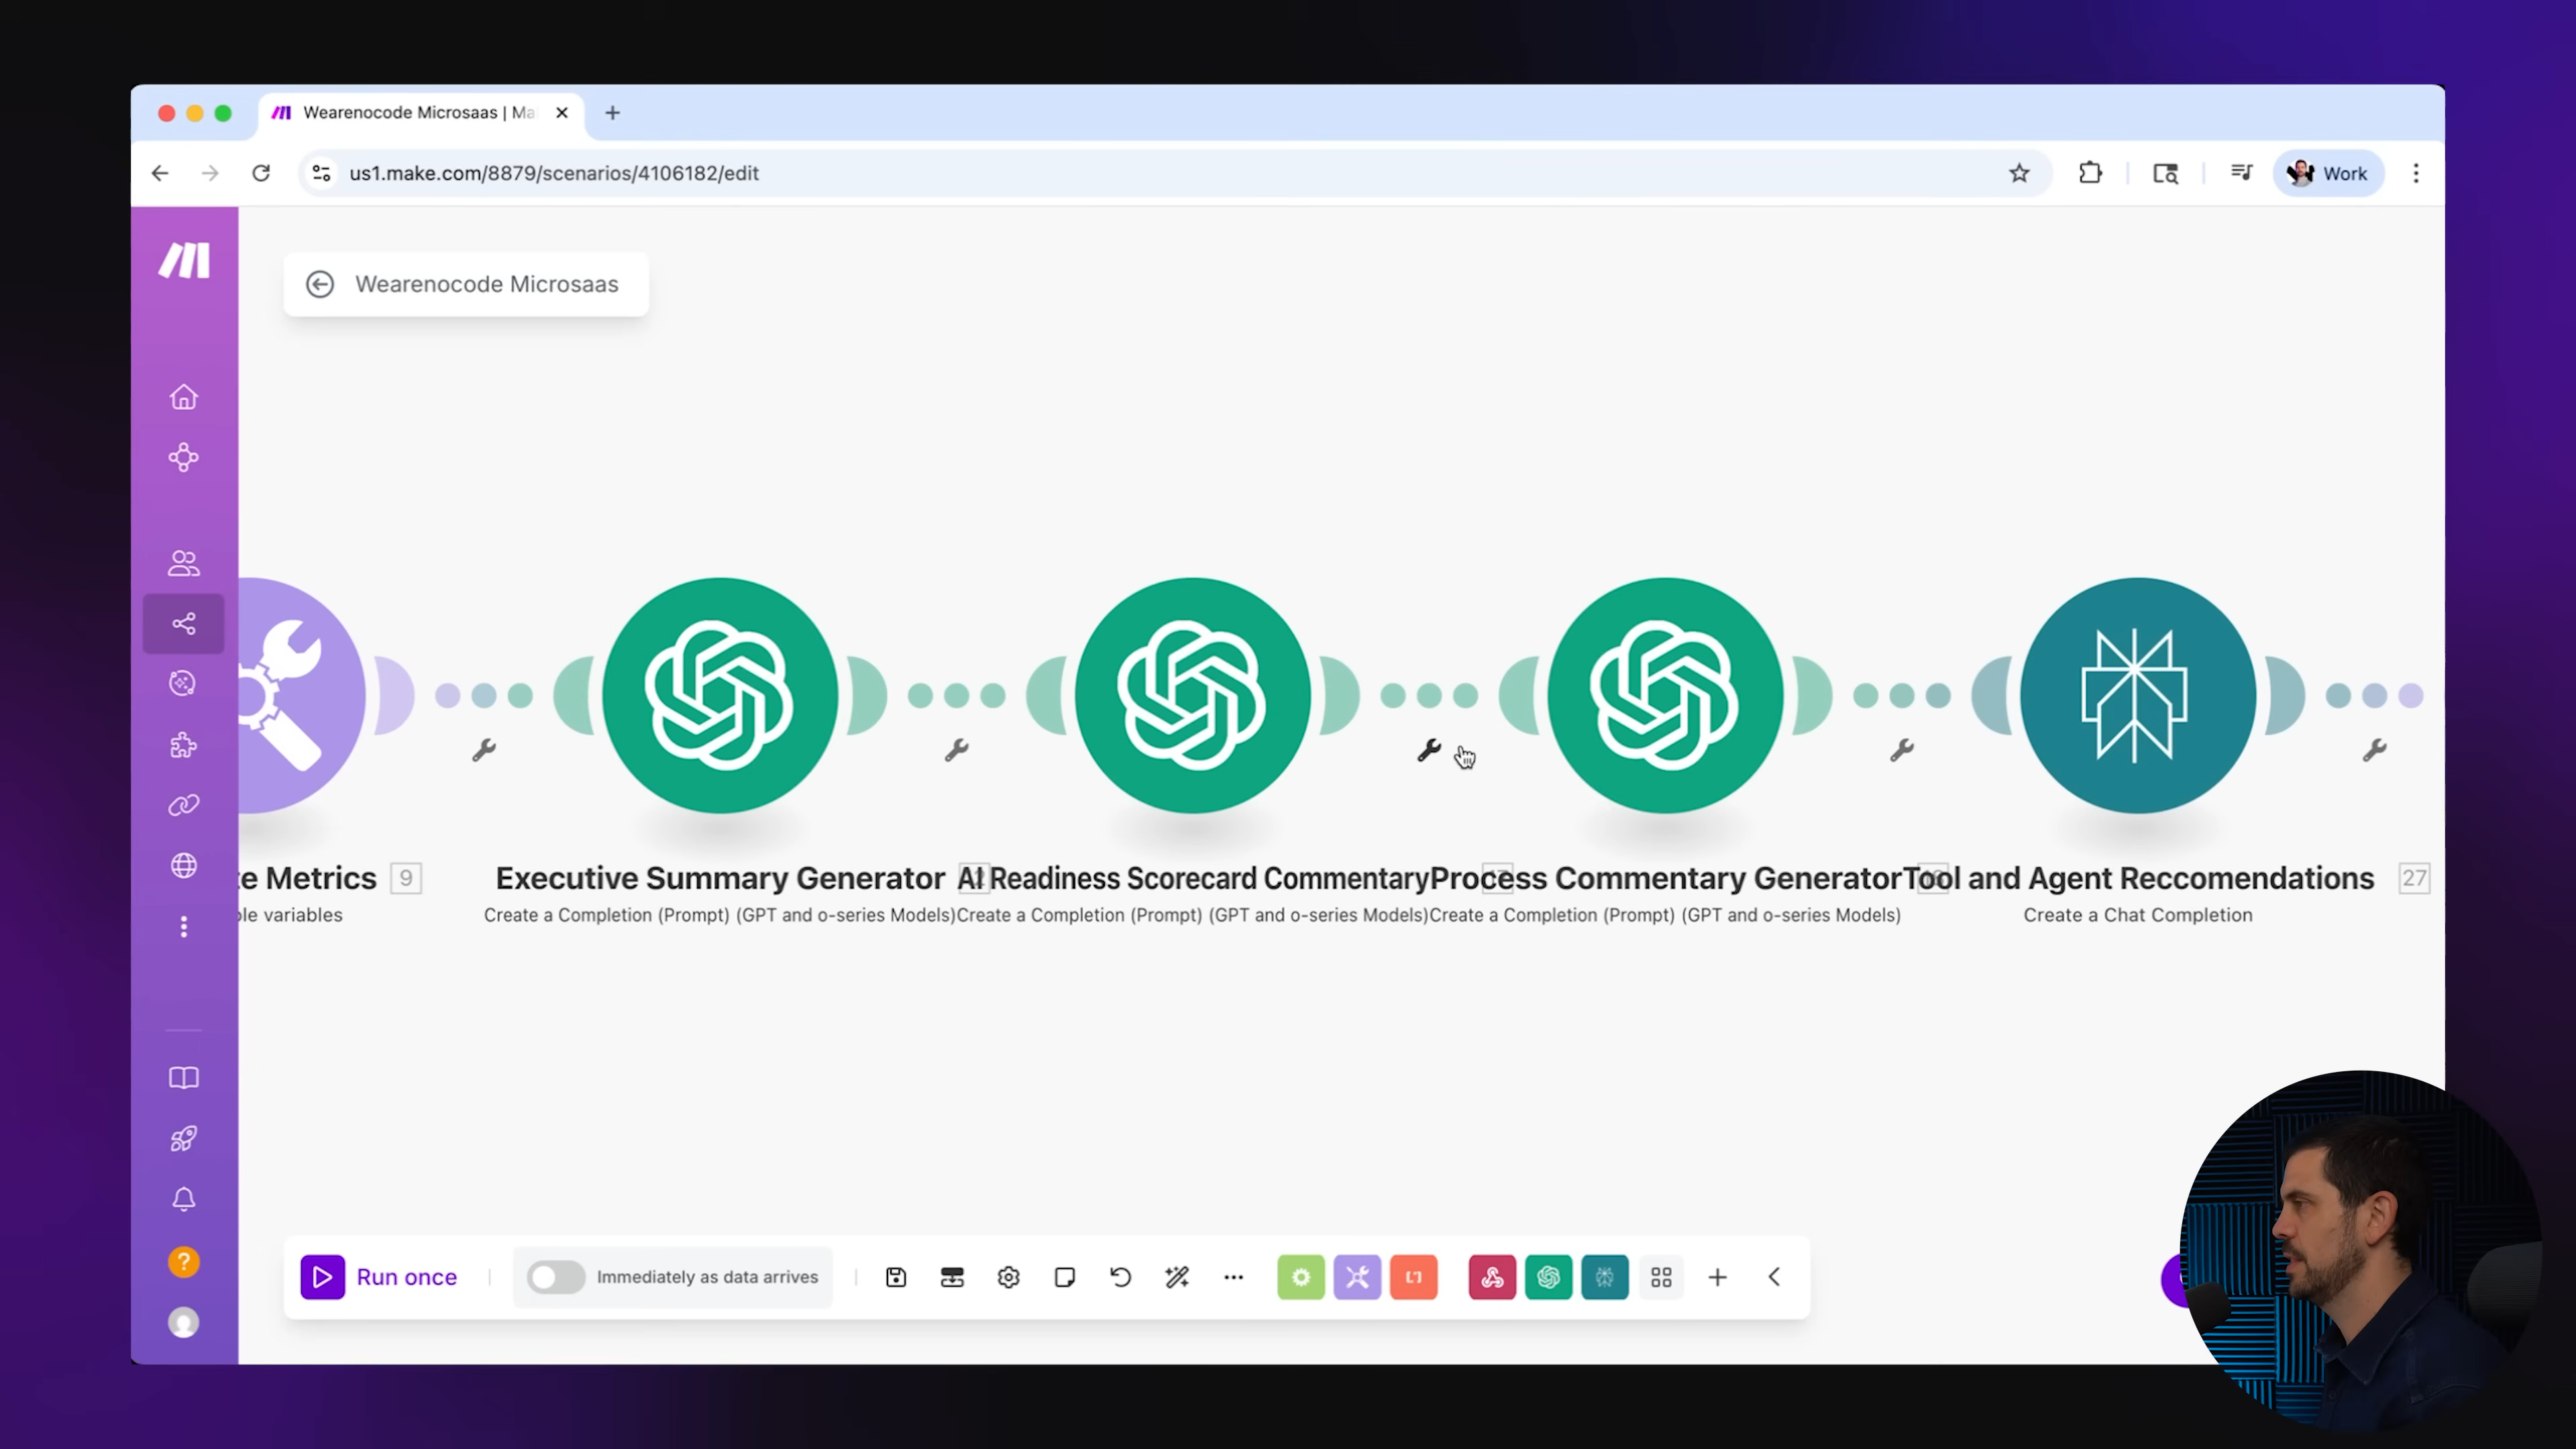 Wearenocode Microsaas | Ma
us1.make.com/8879/scenarios/4106182/edit
Work
Wearenocode Microsaas
te Metrics 9
Executive Summary Generator
AI Readiness Scorecard Commentary
Process Commentary Generator
Tool and Agent Reccomendations 27
ble variables
Create a Completion (Prompt) (GPT and o-series Models)
Create a Completion (Prompt) (GPT and o-series Models)
Create a Completion (Prompt) (GPT and o-series Models)
Create a Chat Completion
?
Run once
Immediately as data arrives